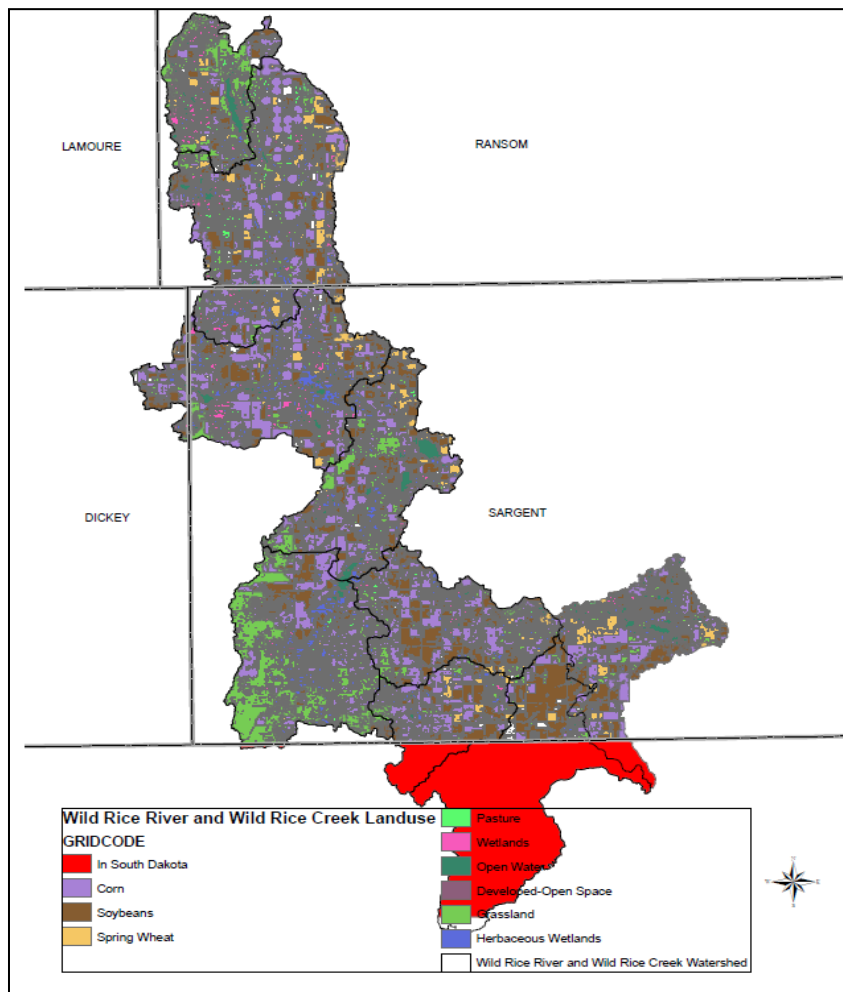 LAMOURE
RANSOM
DICKEY
SARGENT
Wild Rice River and Wild Rice Creek Landuse
GRIDCODE
In South Dakota
Corn
Soybeans
Spring Wheat
Pasture
Wetlands
Open Water
Developed-Open Space
Grassland
Herbaceous Wetlands
Wild Rice River and Wild Rice Creek Watershed